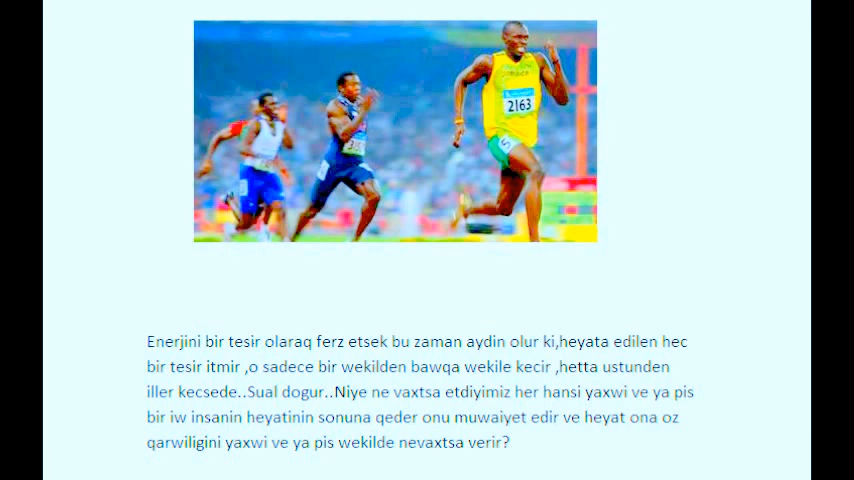 2163
Enerjini bir tesir olaraq ferz etsek bu zaman aydin olur ki,heyata edilen hec
bir tesir itmir ,o sadece bir wekilden bawqa wekile kecir ,hetta ustunden
iller kecsede..Sual dogur..Niye ne vaxtsa etdiyimiz her hansi yaxwi ve ya pis
bir iw insanin heyatinin sonuna qeder onu muwaiyet edir ve heyat ona oz
qarwiligini yaxwi ve ya pis wekilde nevaxtsa verir?